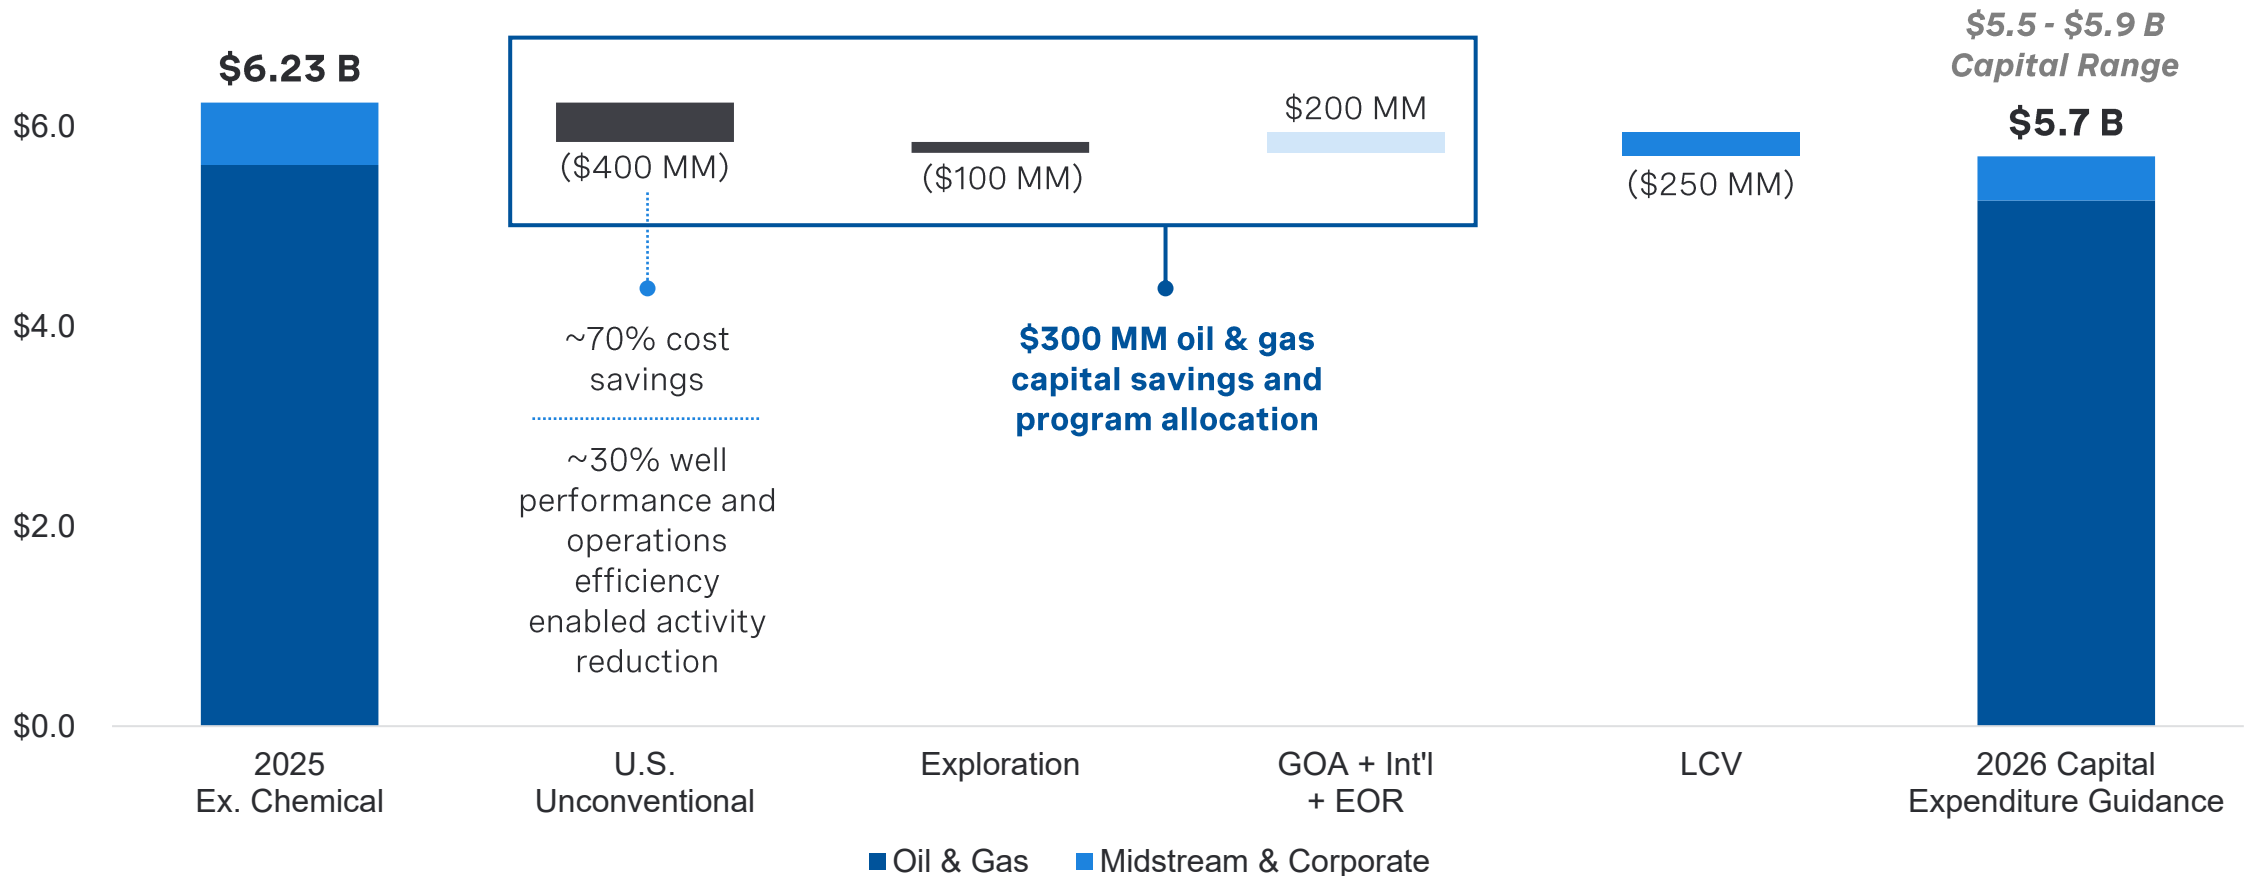 $5.5 - $5.9 B
Capital Range
$6.23 B
$5.7 B
$200 MM
($400 MM)
($100 MM)
($250 MM)
$6.0
$4.0
$2.0
$0.0
~70% cost
savings
~30% well
performance and
operations
efficiency
enabled activity
reduction
$300 MM oil & gas
capital savings and
program allocation
2025
Ex. Chemical
U.S.
Unconventional
Exploration
GOA + Int'l
+ EOR
LCV
2026 Capital
Expenditure Guidance
Oil & Gas
Midstream & Corporate